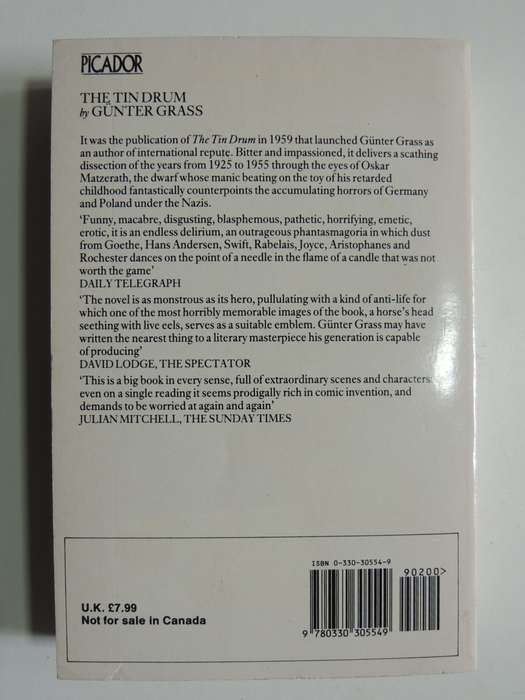 PICADOR
THE TIN DRUM
by GÜNTER GRASS
It was the publication of The Tin Drum in 1959 that launched Günter Grass as
an author of international repute. Bitter and impassioned, it delivers a scathing
dissection of the years from 1925 to 1955 through the eyes of Oskar
Matzerath, the dwarf whose manic beating on the toy of his retarded
childhood fantastically counterpoints the accumulating horrors of Germany
and Poland under the Nazis.
‘Funny, macabre, disgusting, blasphemous, pathetic, horrifying, emetic,
erotic, it is an endless delirium, an outrageous phantasmagoria in which dust
from Goethe, Hans Andersen, Swift, Rabelais, Joyce, Aristophanes and
Rochester dances on the point of a needle in the flame of a candle that was not
worth the game’
DAILY TELEGRAPH
‘The novel is as monstrous as its hero, pullulating with a kind of anti-life for
which one of the most horribly memorable images of the book, a horse's head
seething with live eels, serves as a suitable emblem. Günter Grass may have
written the nearest thing to a literary masterpiece his generation is capable
of producing’
DAVID LODGE, THE SPECTATOR
‘This is a big book in every sense, full of extraordinary scenes and characters:
even on a single reading it seems prodigally rich in comic invention, and
demands to be worried at again and again’
JULIAN MITCHELL, THE SUNDAY TIMES
ISBN 0-330-30554-9
90200>
9 780330 305549
U.K. £7.99
Not for sale in Canada